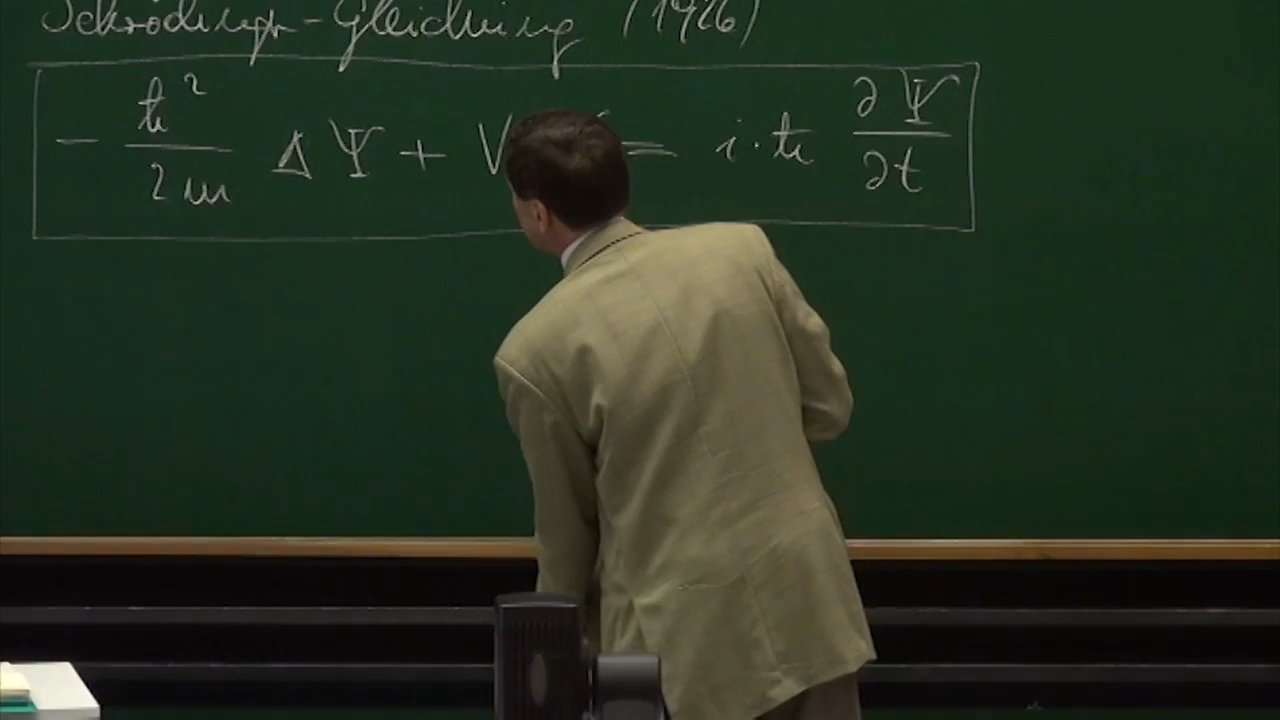 Schrödinger-Gleichung (1926)
- ℏ² / 2m ΔΨ + V = i · ℏ ∂Ψ / ∂t